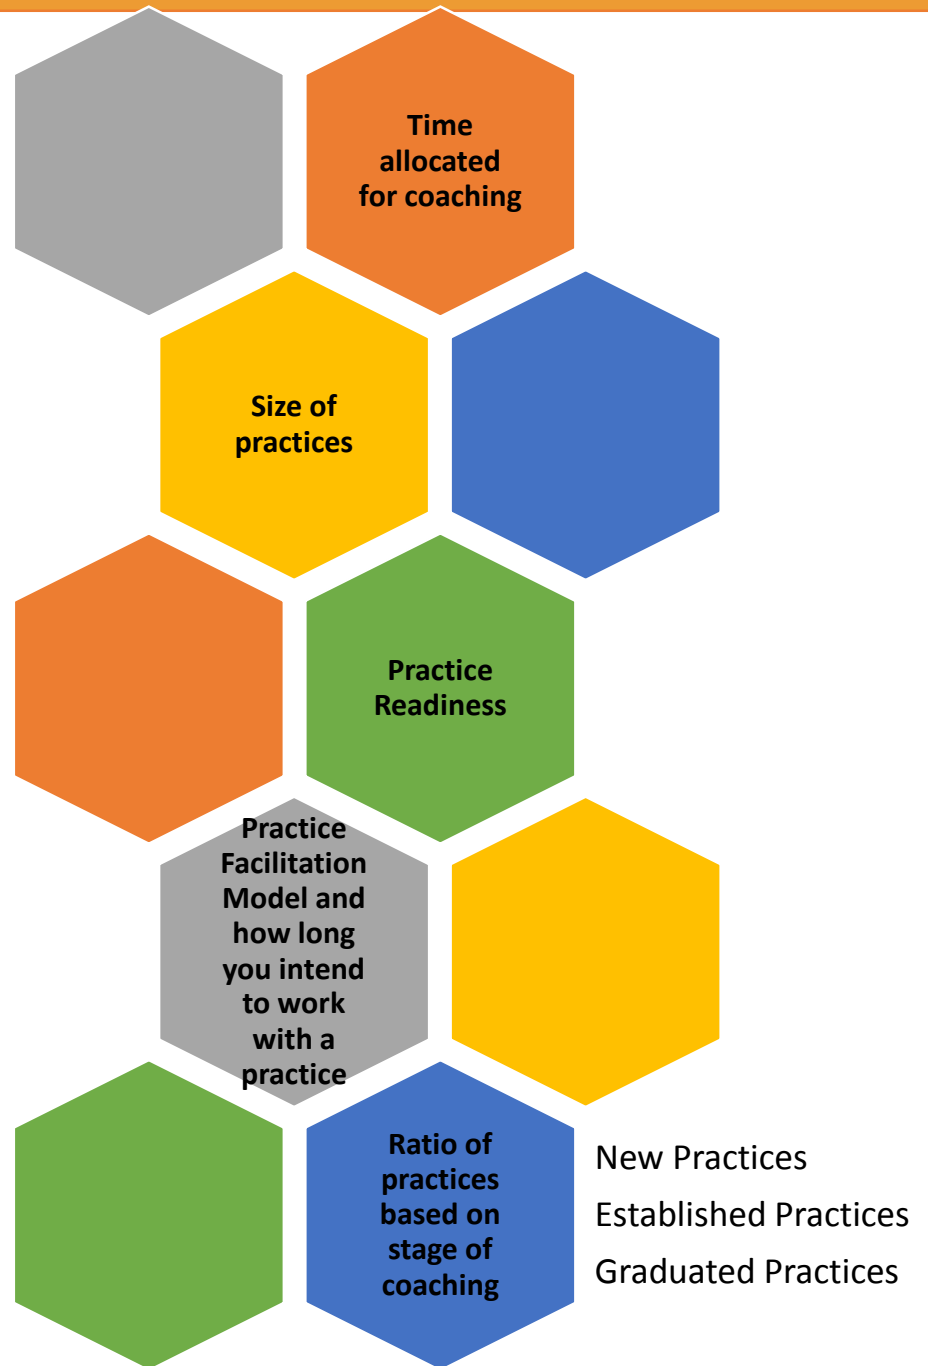 Time
allocated
for coaching
Size of
practices
Practice
Readiness
Practice
Facilitation
Model and
how long
you intend
to work
with a
practice
Ratio of
practices
based on
stage of
coaching
New Practices
Established Practices
Graduated Practices